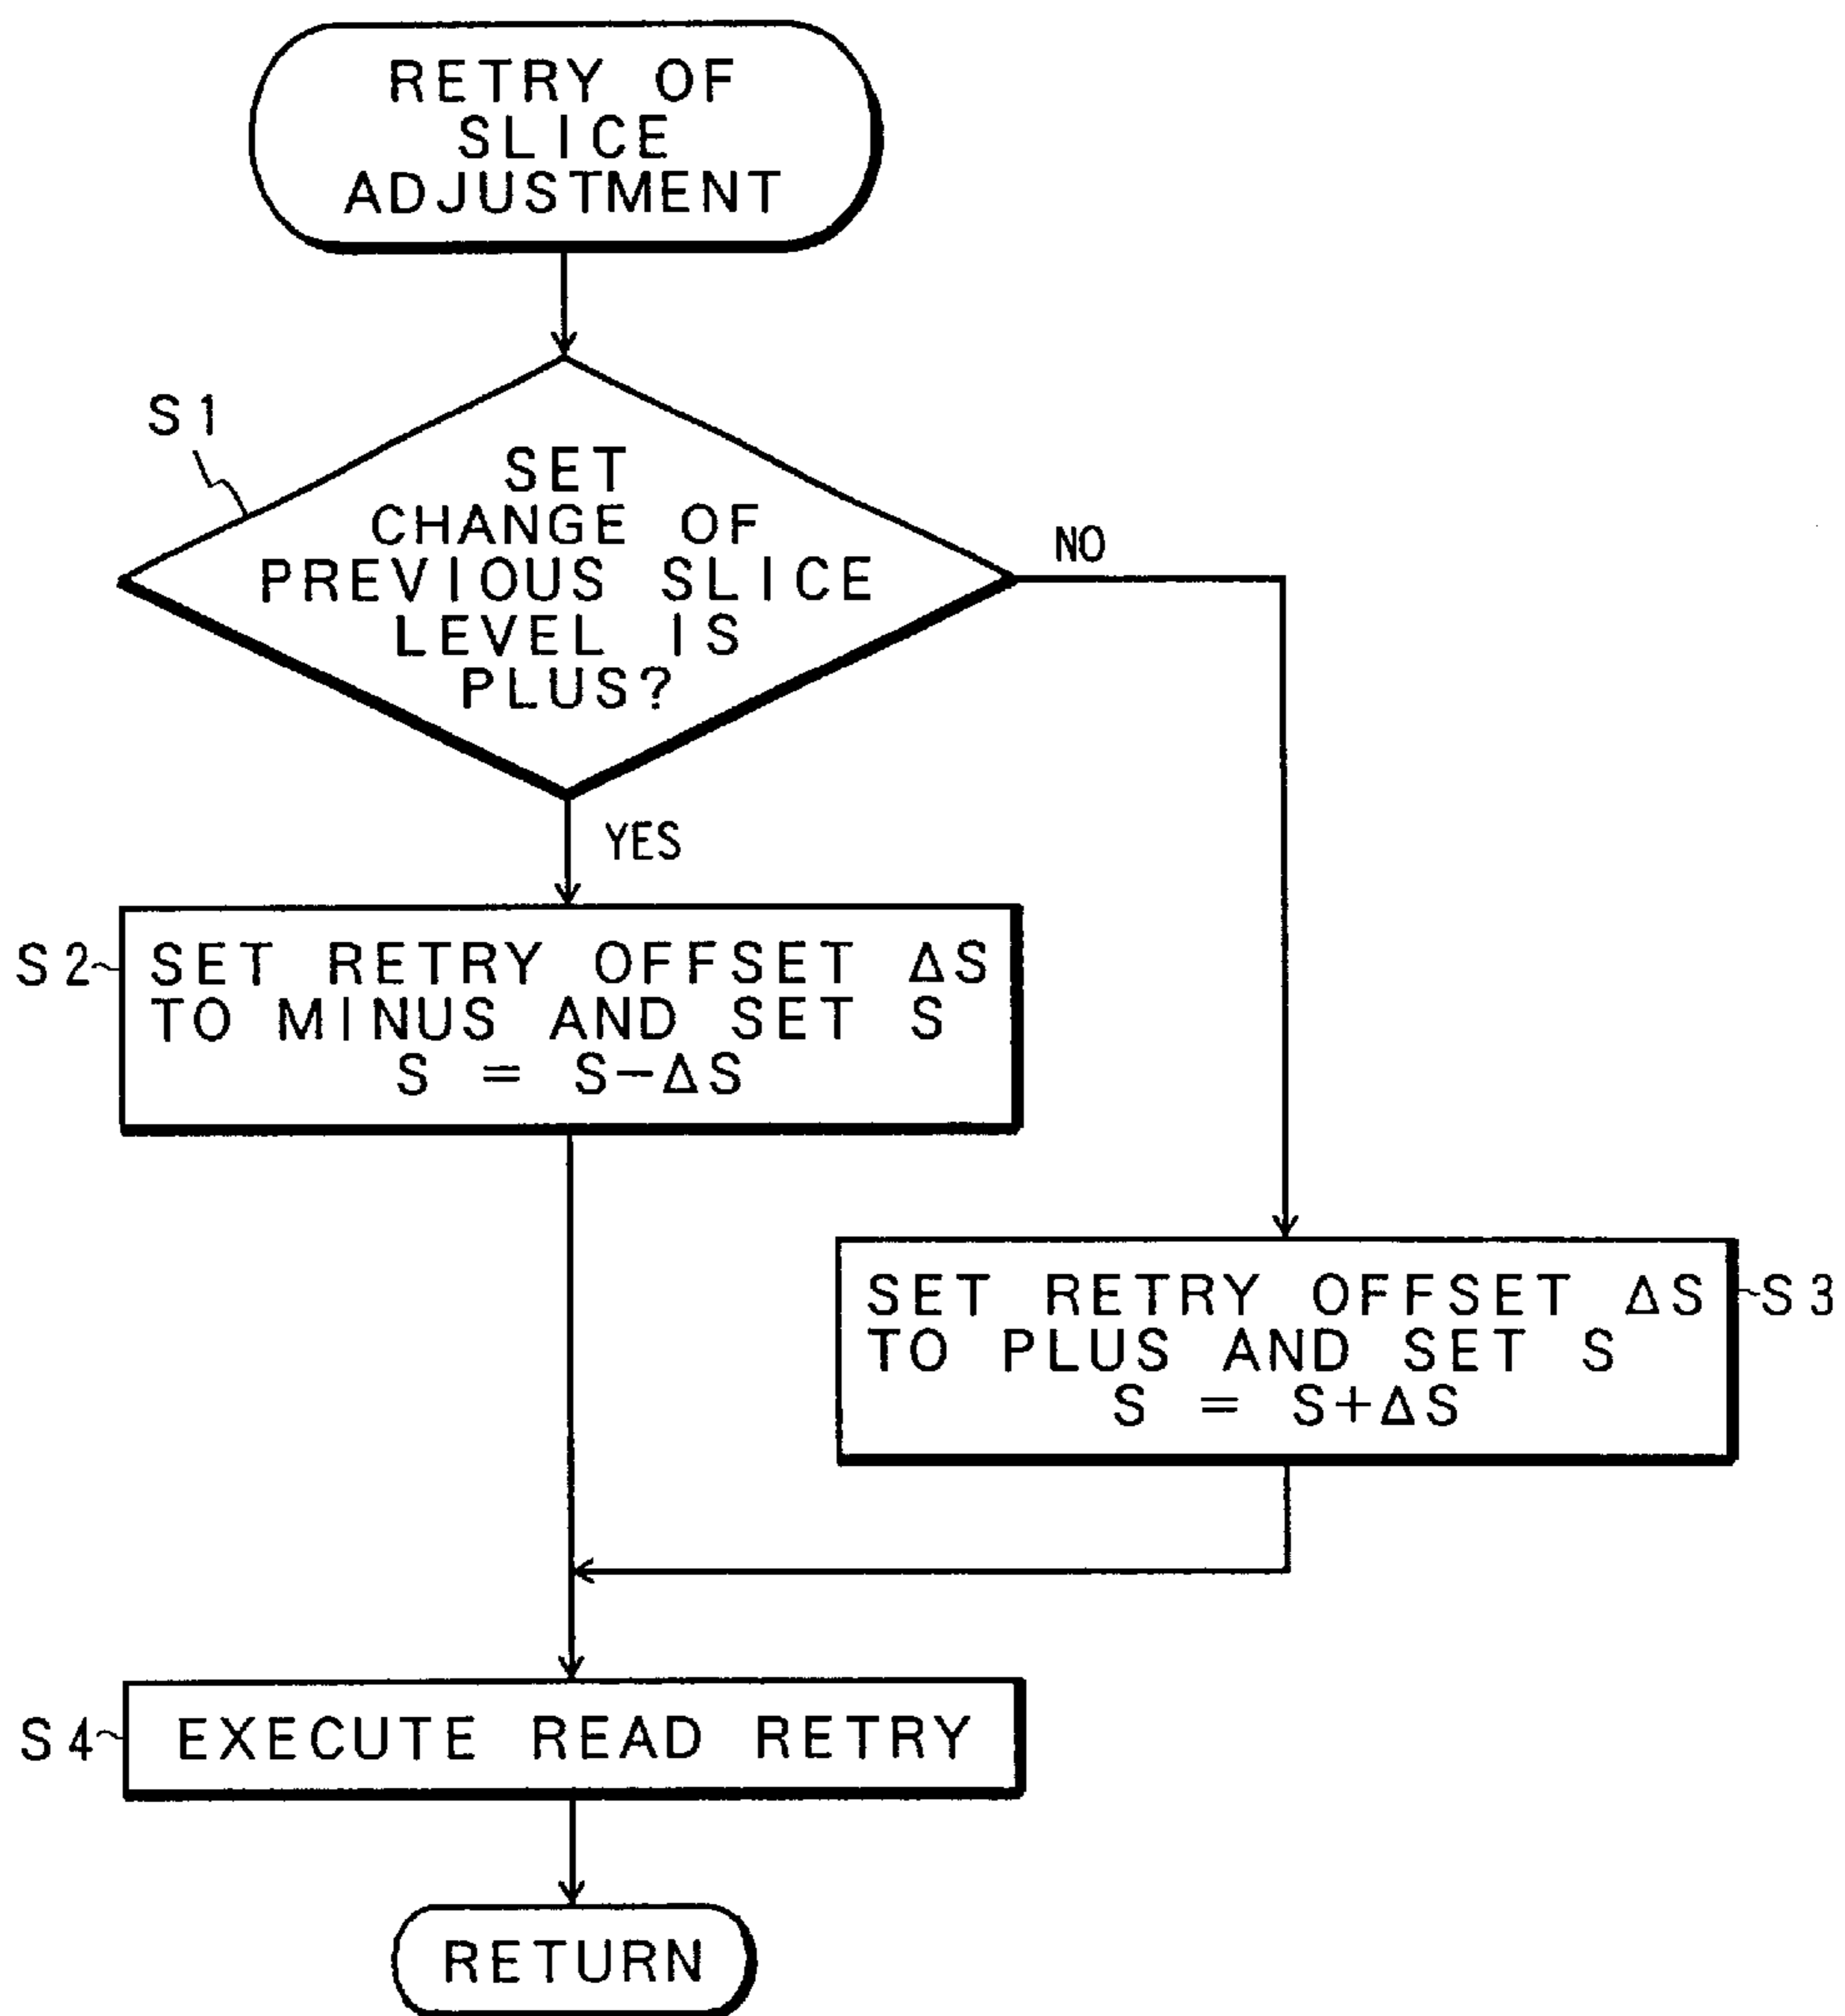 RETRY OF
SLICE
ADJUSTMENT
S1
SET
CHANGE OF
PREVIOUS SLICE
LEVEL IS
PLUS?
NO
YES
S2
SET RETRY OFFSET ΔS
TO MINUS AND SET S
S = S-ΔS
SET RETRY OFFSET ΔS
TO PLUS AND SET S
S = S+ΔS
S3
S4
EXECUTE READ RETRY
RETURN